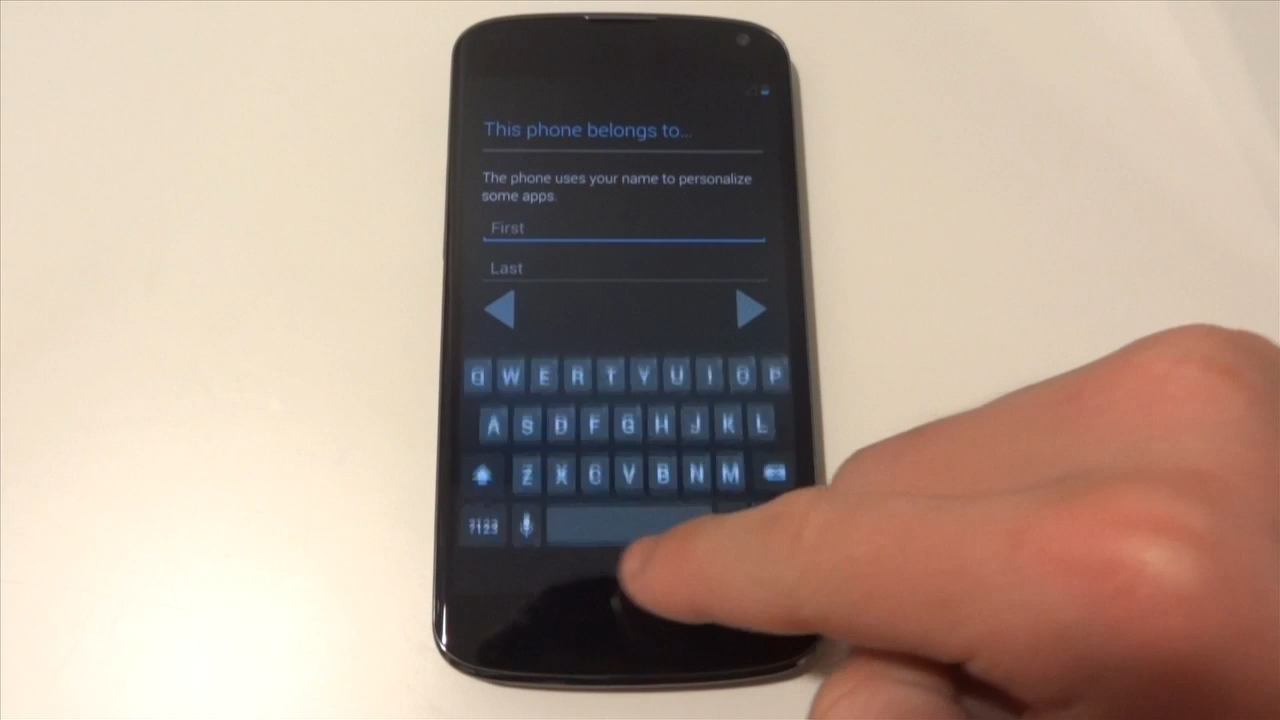 This phone belongs to...
The phone uses your name to personalize
some apps.
First
Last
Q W E R T Y U I O P
A S D F G H J K L
Z X C V B N M
?123